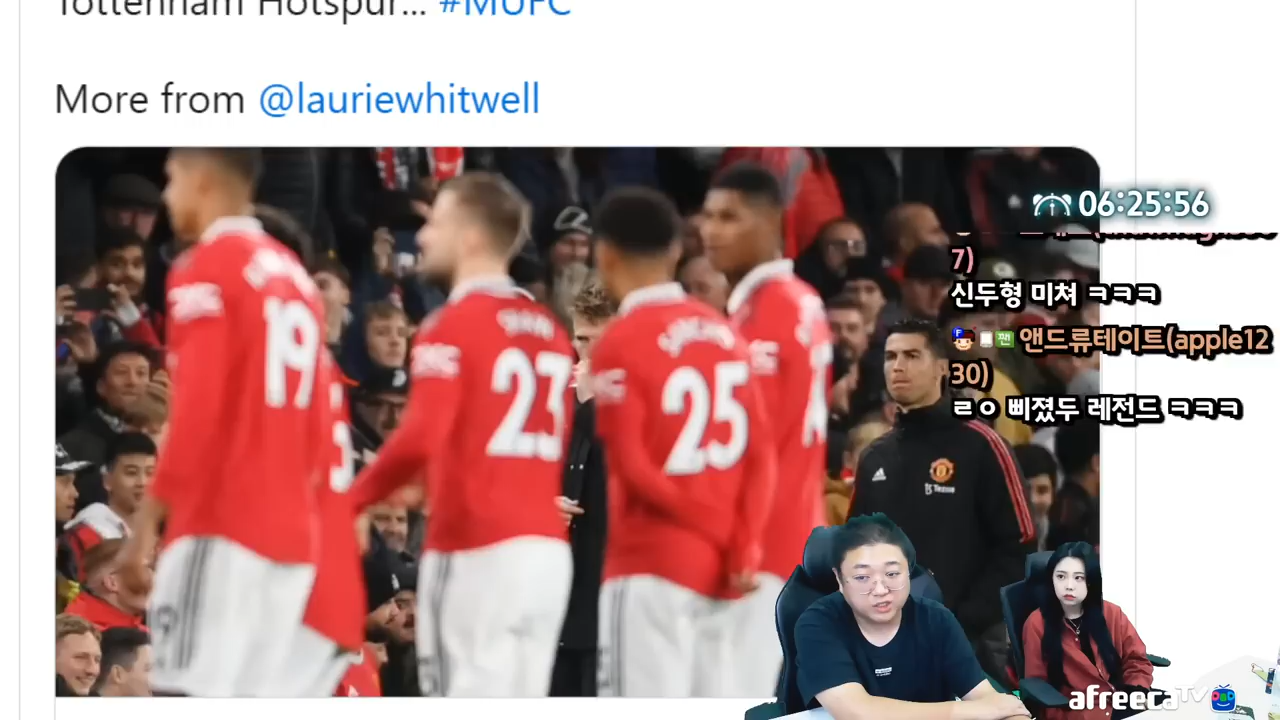 Tottenham Hotspur... #MUFC
More from @lauriewhitwell
06:25:56
7)
신두형 미쳐 ㅋㅋㅋ
앤드류테이트(apple12
30)
ㄹㅇ 삐졌두 레전드 ㅋㅋㅋ
19
23
25
afreecaTV